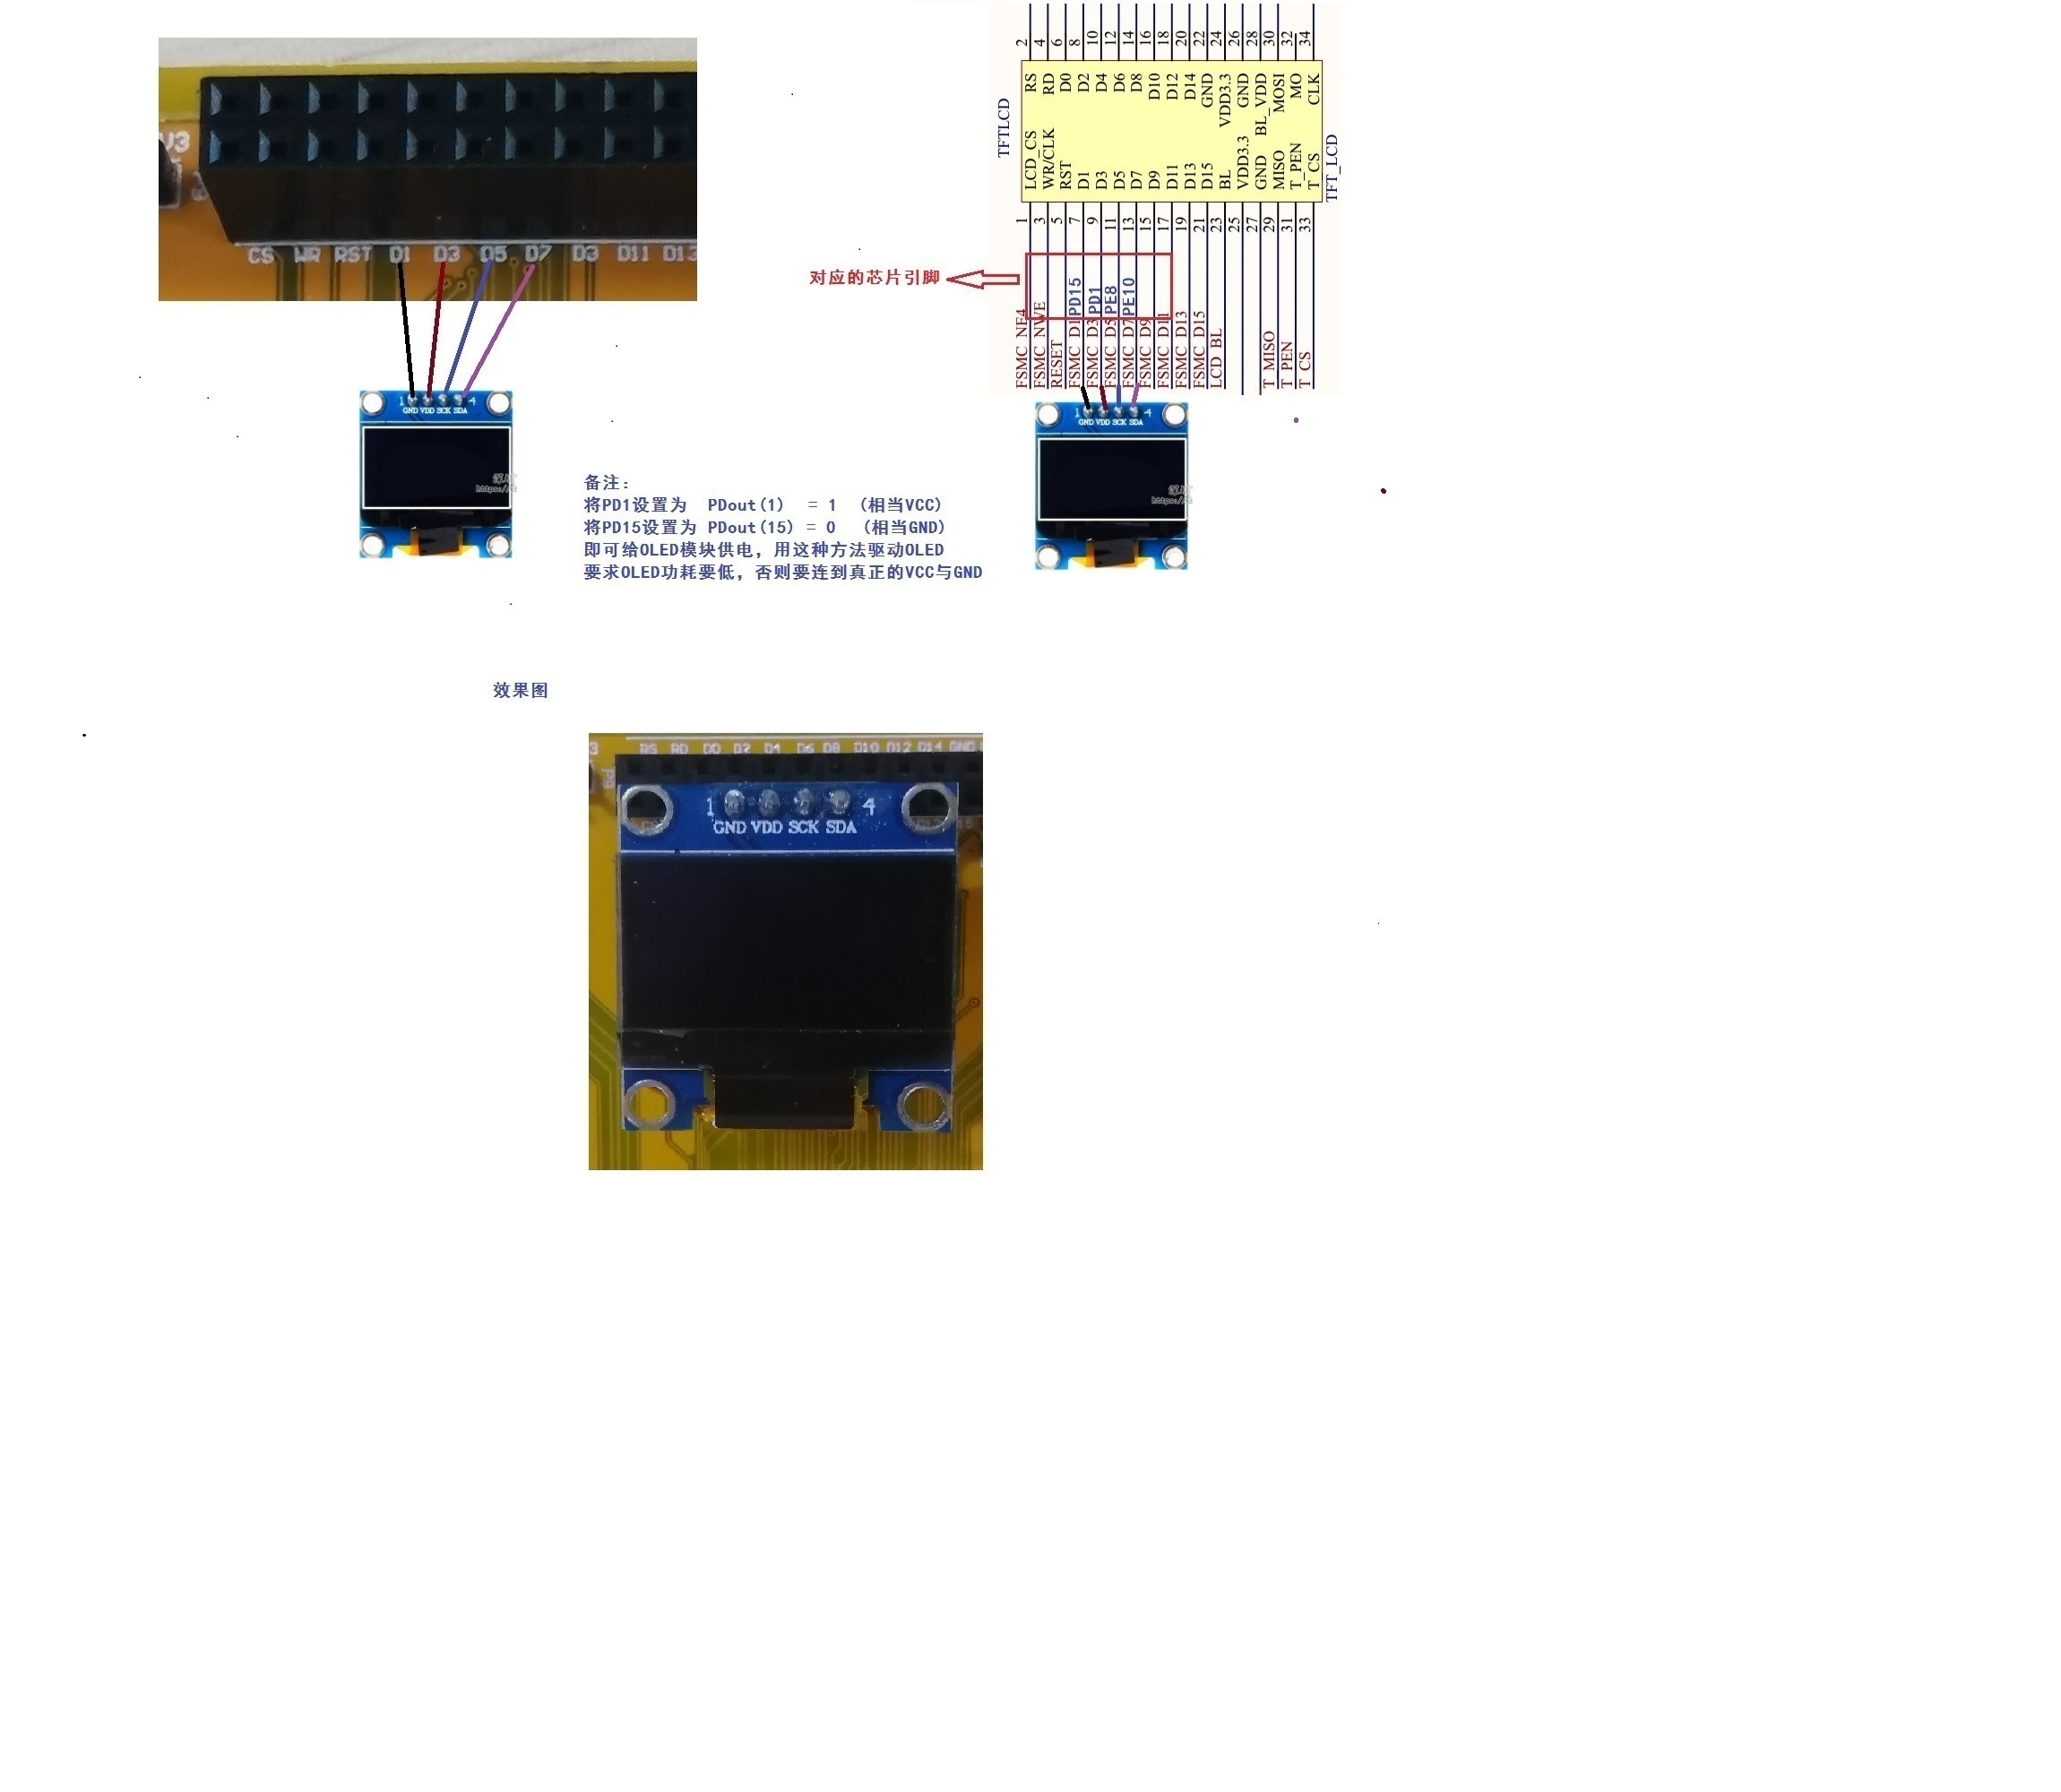 CS WR RST D1 D3 D5 D7 D3 D11 D13
1 4
GND VDD SCK SDA
2 4 6 8 10 12 14 16 18 20 22 24 26 28 30 32 34
RS RD D0 D2 D4 D6 D8 D10 D12 D14 GND VDD3.3 GND BL_VDD MOSI MO CLK
TFTLCD
LCD_CS WR/CLK RST D1 D3 D5 D7 D9 D11 D13 D15 BL VDD3.3 GND MISO T_PEN T_CS
TFT_LCD
1 3 5 7 9 11 13 15 17 19 21 23 25 27 29 31 33
对应的芯片引脚
PD15 PD1 PE8 PE10
FSMC_NE4 FSMC_NWE RESET FSMC_D1 FSMC_D3 FSMC_D5 FSMC_D7 FSMC_D9 FSMC_D11 FSMC_D13 FSMC_D15 LCD_BL T_MISO T_PEN T_CS
1 4
GND VDD SCK SDA
备注:
将PD1设置为 PDout(1) = 1 (相当VCC)
将PD15设置为 PDout(15) = 0 (相当GND)
即可给OLED模块供电, 用这种方法驱动OLED
要求OLED功耗要低, 否则要连到真正的VCC与GND
效果图
RS RD D0 D2 D4 D6 D8 D10 D12 D14 GND
1 4
GND VDD SCK SDA